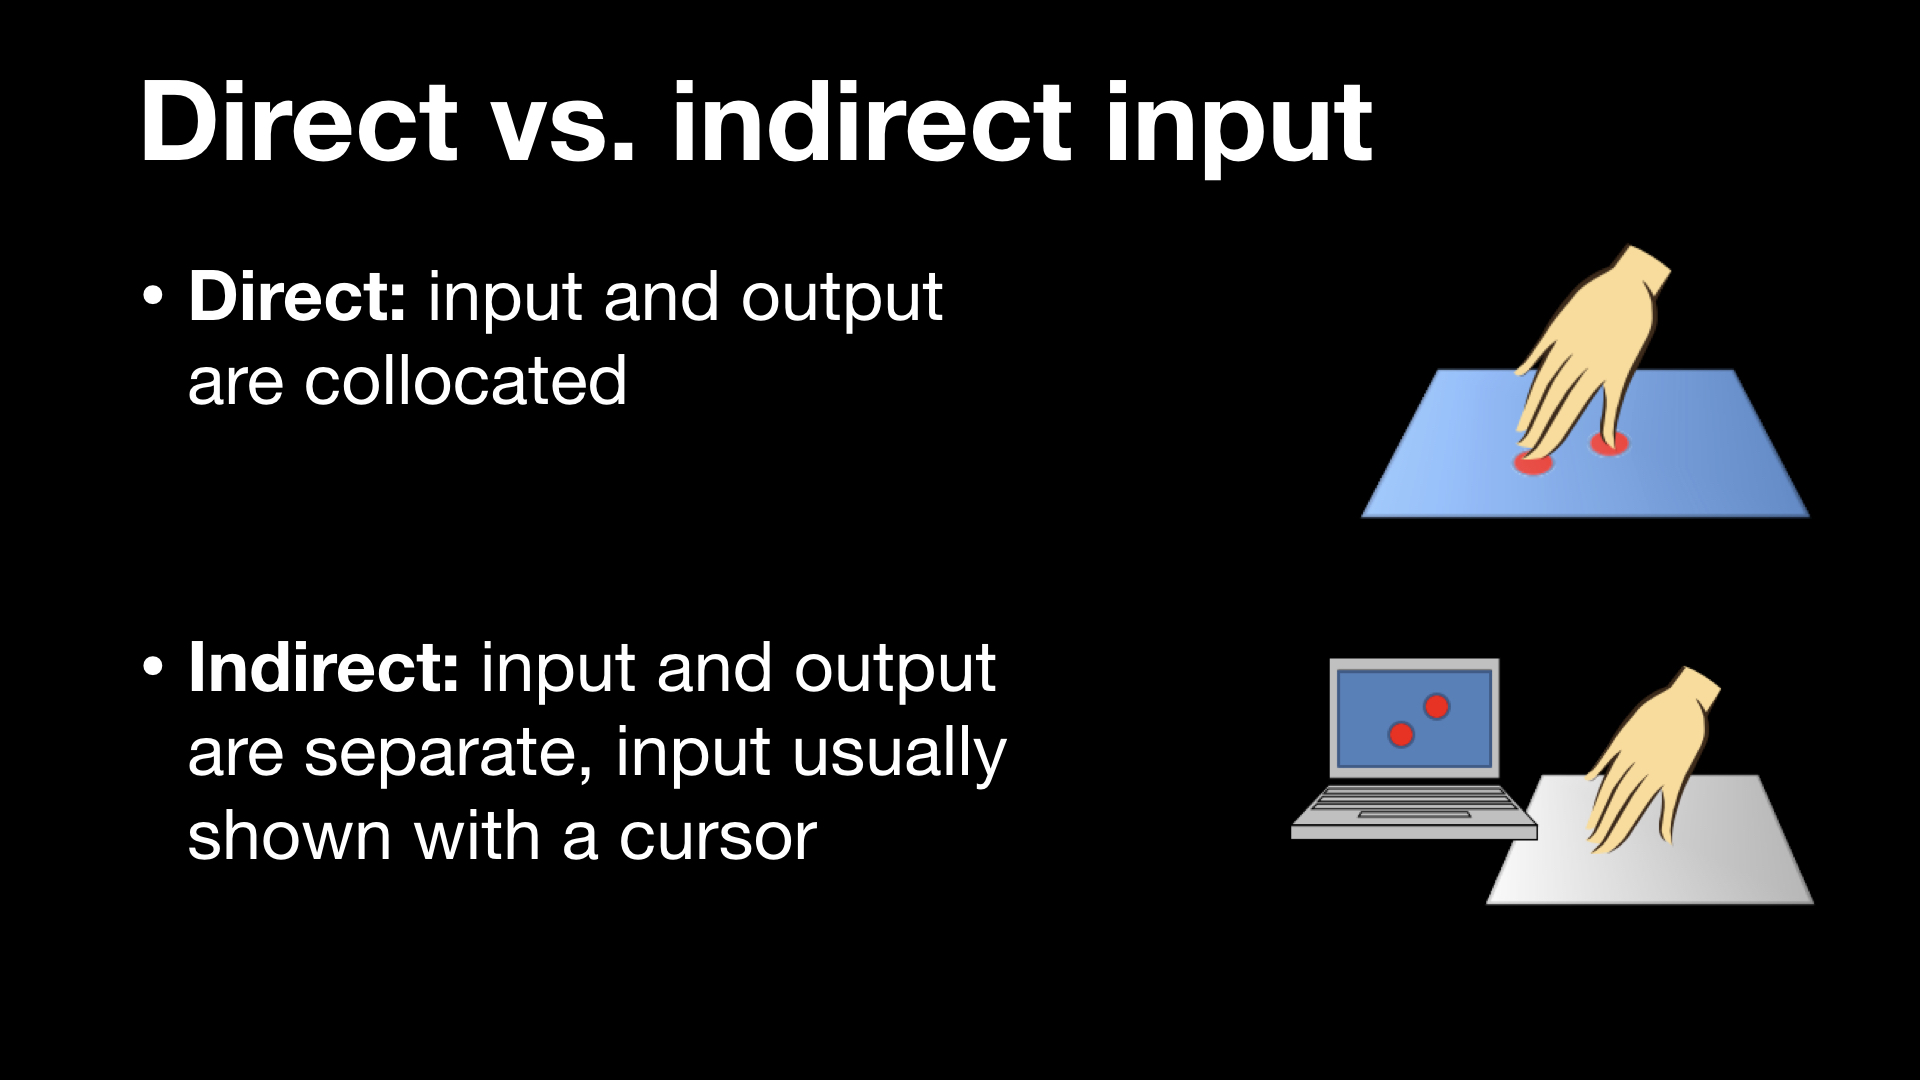 Direct vs. indirect input
• Direct: input and output
are collocated
• Indirect: input and output
are separate, input usually
shown with a cursor